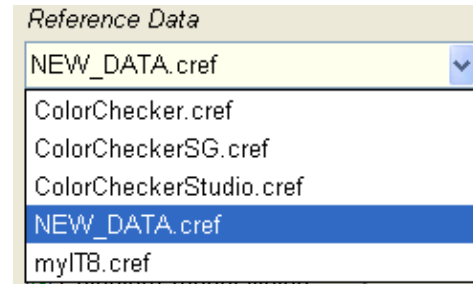 Reference Data
NEW_DATA.cref
ColorChecker.cref
ColorCheckerSG.cref
ColorCheckerStudio.cref
NEW_DATA.cref
myIT8.cref